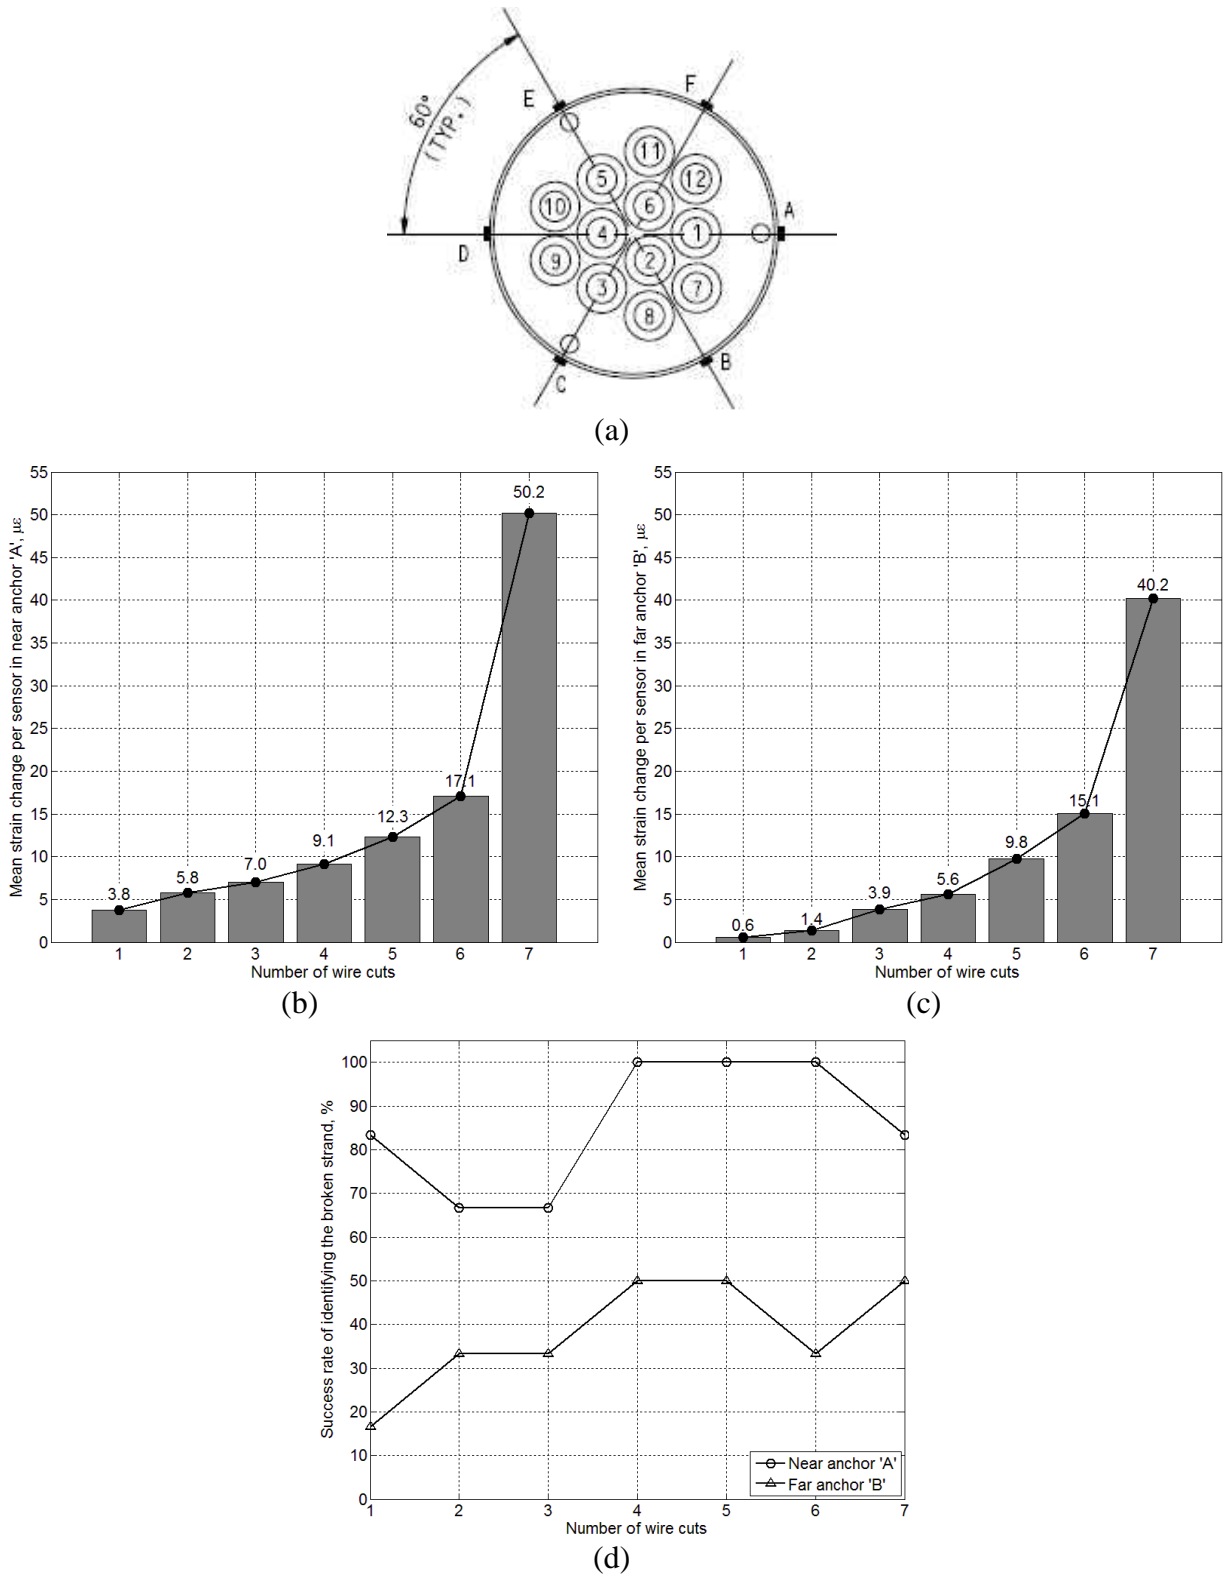 60°
(TYP.)
E
F
11
5
12
10
6
A
4
1
D
9
2
3
7
8
B
C
(a)
Mean strain change per sensor in near anchor 'A', με
55
50
45
40
35
30
25
20
15
10
5
0
3.8
5.8
7.0
9.1
12.3
17.1
50.2
1 2 3 4 5 6 7
Number of wire cuts
(b)
Mean strain change per sensor in far anchor 'B', με
55
50
45
40
35
30
25
20
15
10
5
0
0.6
1.4
3.9
5.6
9.8
15.1
40.2
1 2 3 4 5 6 7
Number of wire cuts
(c)
Success rate of identifying the broken strand, %
100
90
80
70
60
50
40
30
20
10
0
Near anchor 'A'
Far anchor 'B'
1 2 3 4 5 6 7
Number of wire cuts
(d)